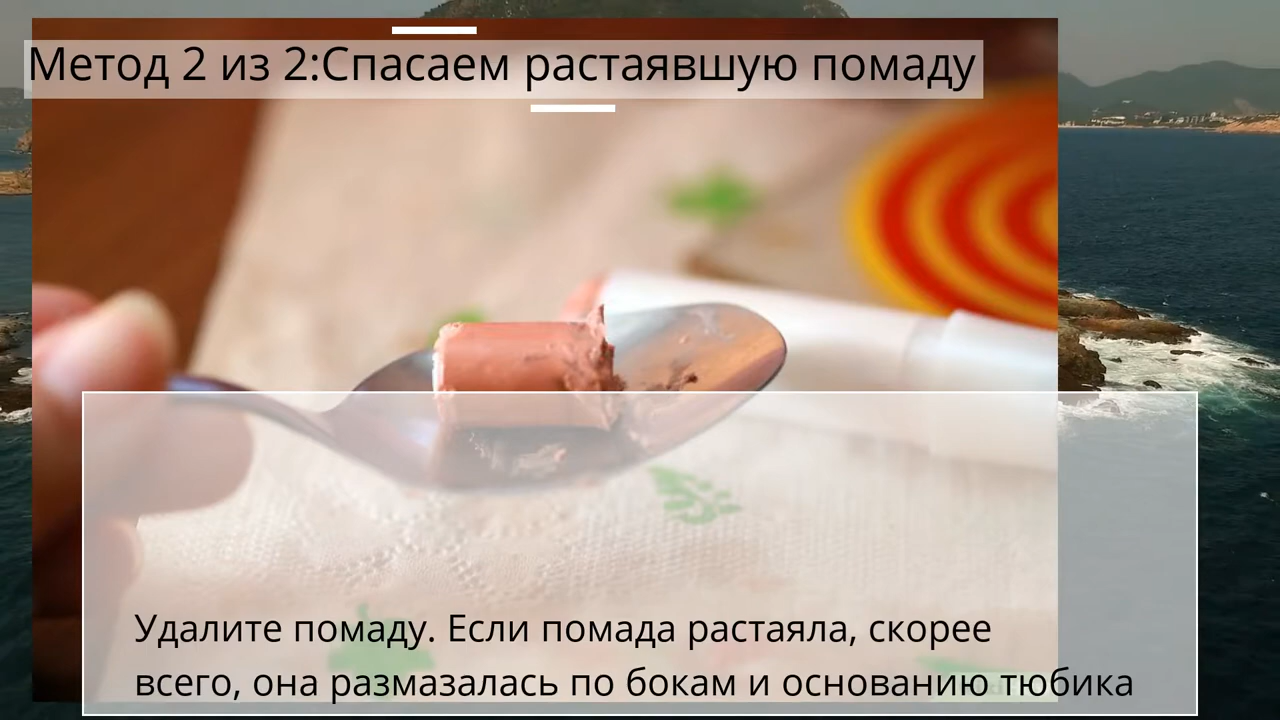 Метод 2 из 2:Спасаем растаявшую помаду
Удалите помаду. Если помада растаяла, скорее
всего, она размазалась по бокам и основанию тюбика